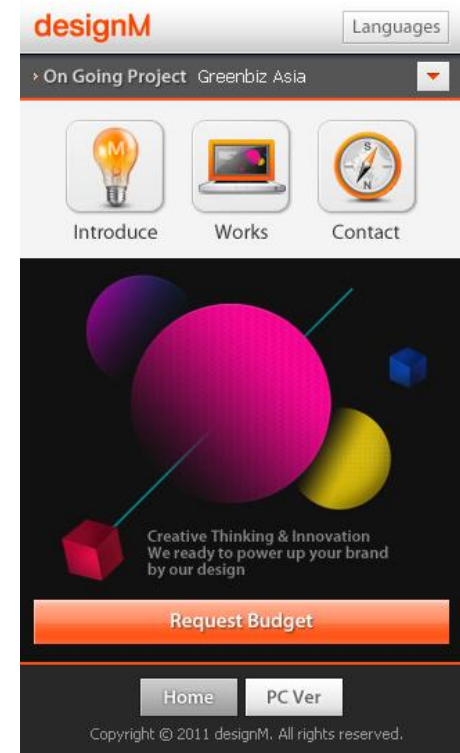 designM
Languages
On Going Project Greenbiz Asia
M
S
N
Introduce
Works
Contact
Creative Thinking & Innovation
We ready to power up your brand
by our design
Request Budget
Home
PC Ver
Copyright © 2011 designM. All rights reserved.